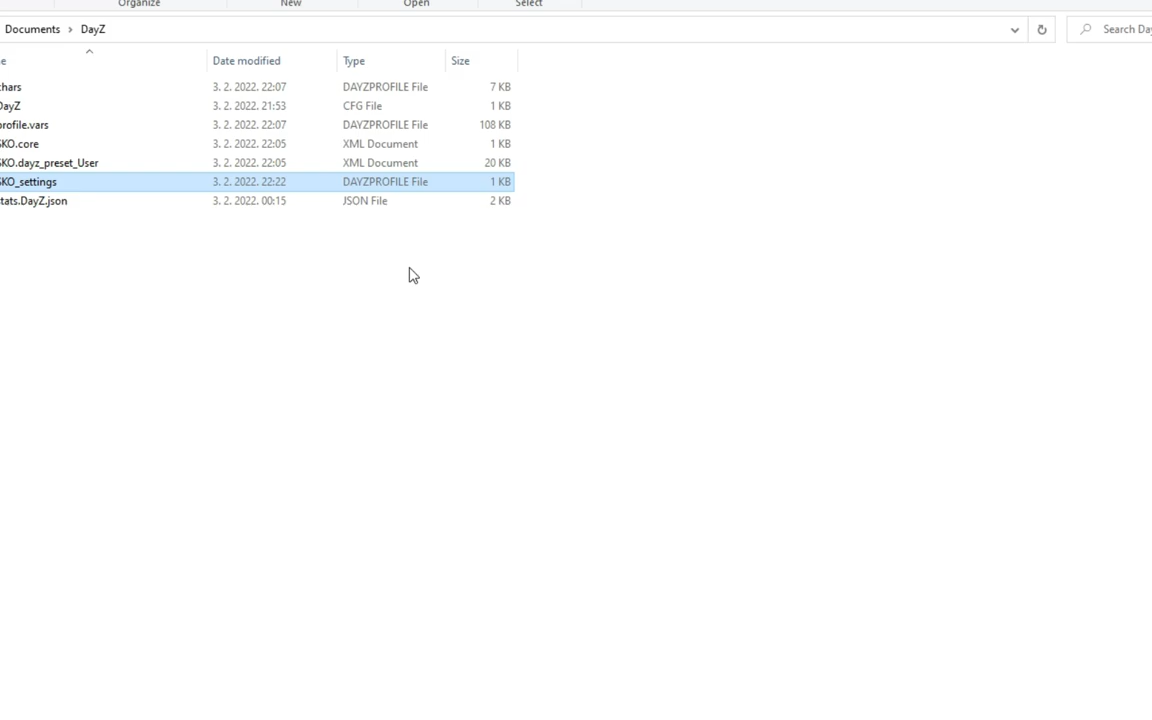 Organize New Open Select
Documents > DayZ Search Day
e Date modified Type Size
chars 3. 2. 2022. 22:07 DAYZPROFILE File 7 KB
DayZ 3. 2. 2022. 21:53 CFG File 1 KB
profile.vars 3. 2. 2022. 22:07 DAYZPROFILE File 108 KB
SKO.core 3. 2. 2022. 22:05 XML Document 1 KB
SKO.dayz_preset_User 3. 2. 2022. 22:05 XML Document 20 KB
SKO_settings 3. 2. 2022. 22:22 DAYZPROFILE File 1 KB
tats.DayZ.json 3. 2. 2022. 00:15 JSON File 2 KB